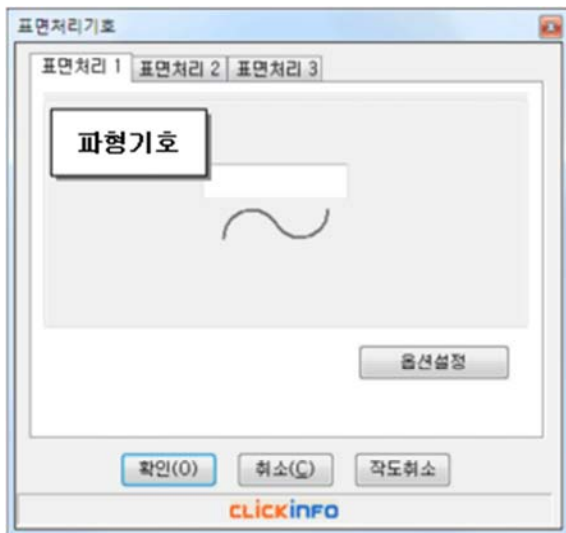 표면처리기호
표면처리 1 표면처리 2 표면처리 3
파형기호
옵션설정
확인(O) 취소(C) 작도취소
CLICKINFO